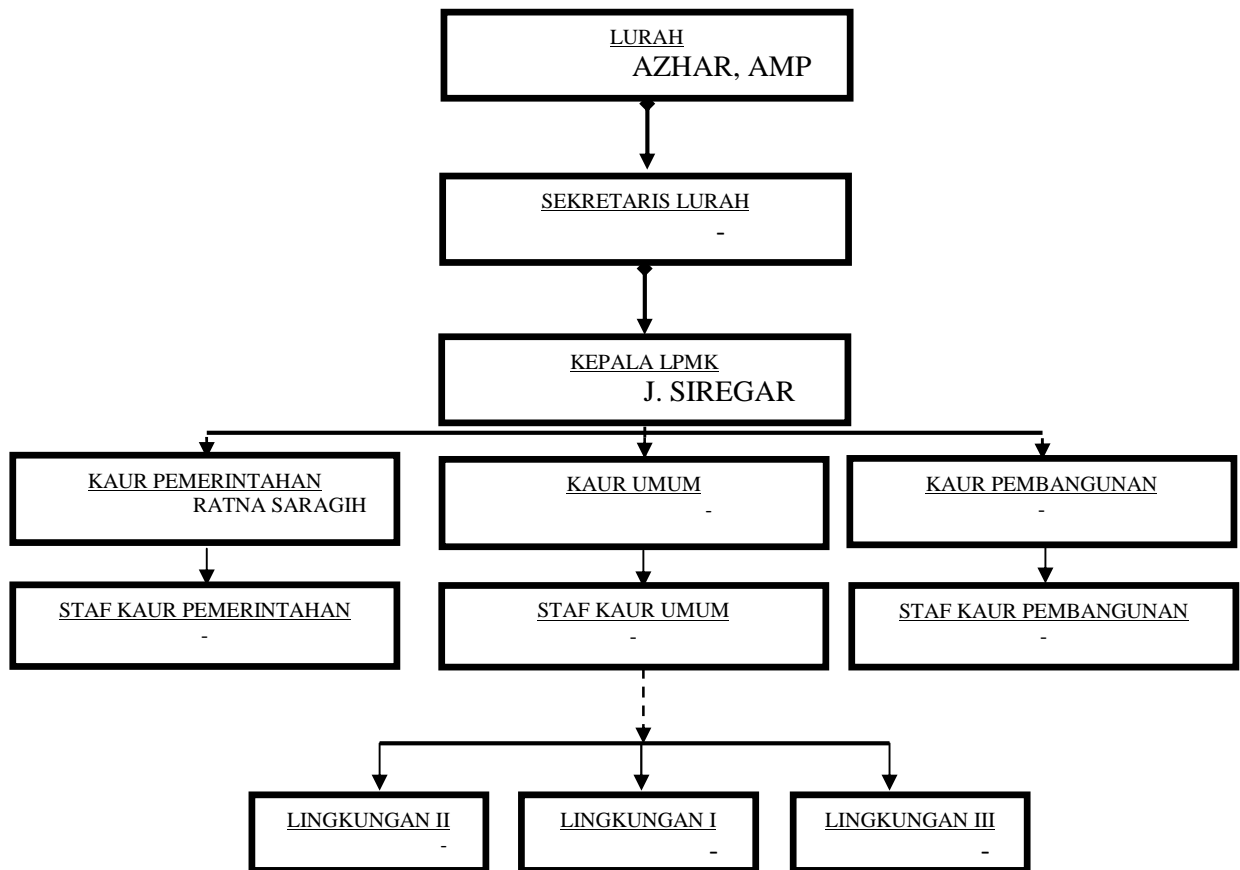 LURAH
AZHAR, AMP
SEKRETARIS LURAH
-
KEPALA LPMK
J. SIREGAR
KAUR PEMERINTAHAN
RATNA SARAGIH
KAUR UMUM
-
KAUR PEMBANGUNAN
-
STAF KAUR PEMERINTAHAN
-
STAF KAUR UMUM
-
STAF KAUR PEMBANGUNAN
-
LINGKUNGAN II
-
LINGKUNGAN I
-
LINGKUNGAN III
-